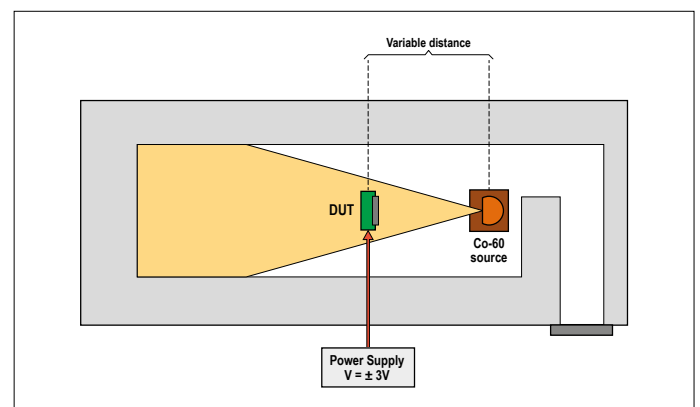 Variable distance
DUT
Co-60
source
Power Supply
V = ± 3V